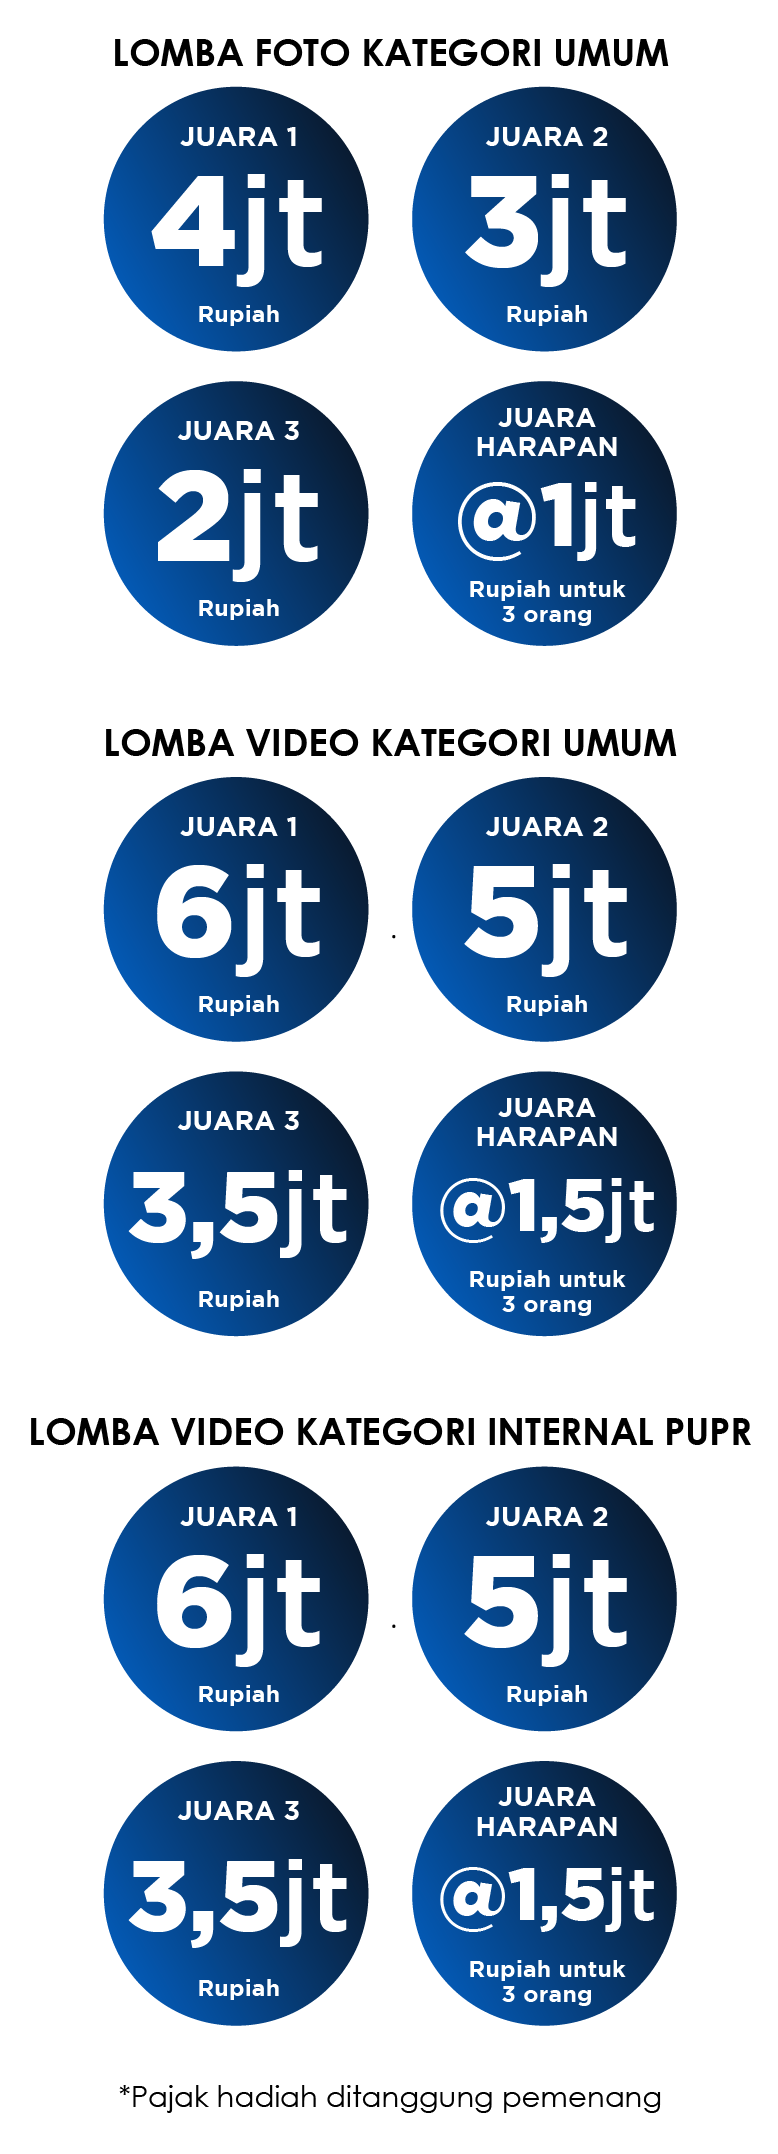 LOMBA FOTO KATEGORI UMUM
JUARA 1
4jt
Rupiah
JUARA 2
3jt
Rupiah
JUARA 3
2jt
Rupiah
JUARA
HARAPAN
@1jt
Rupiah untuk
3 orang
LOMBA VIDEO KATEGORI UMUM
JUARA 1
6jt
Rupiah
.
JUARA 2
5jt
Rupiah
JUARA 3
3,5jt
Rupiah
JUARA
HARAPAN
@1,5jt
Rupiah untuk
3 orang
LOMBA VIDEO KATEGORI INTERNAL PUPR
JUARA 1
6jt
Rupiah
.
JUARA 2
5jt
Rupiah
JUARA 3
3,5jt
Rupiah
JUARA
HARAPAN
@1,5jt
Rupiah untuk
3 orang
*Pajak hadiah ditanggung pemenang